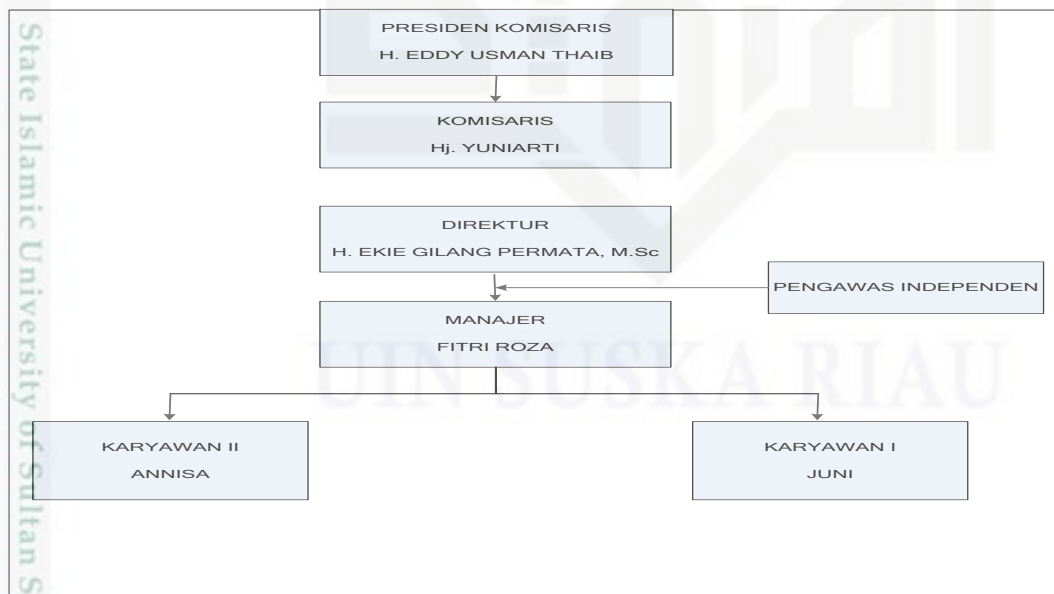 PRESIDEN KOMISARIS
H. EDDY USMAN THAIB
KOMISARIS
Hj. YUNIARTI
DIREKTUR
H. EKIE GILANG PERMATA, M.Sc
PENGAWAS INDEPENDEN
MANAJER
FITRI ROZA
KARYAWAN II
ANNISA
KARYAWAN I
JUNI
UIN SUSKA RIAU
State Islamic University of Sultan S